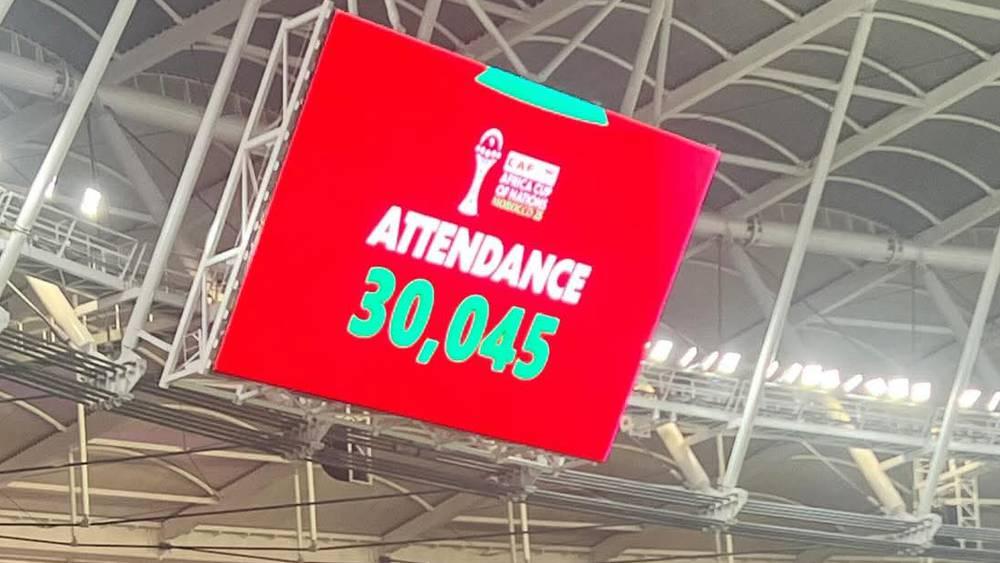 CAF
AFRICA CUP
OF NATIONS
MOROCCO 25
ATTENDANCE
30,045